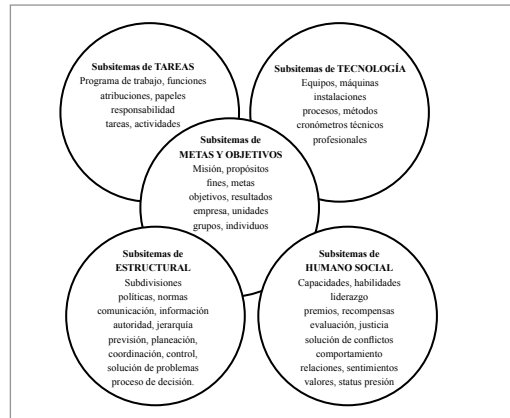 Subsitemas de TAREAS
Programa de trabajo, funciones
atribuciones, papeles
responsabilidad
tareas, actividades
Subsitemas de TECNOLOGÍA
Equipos, máquinas
instalaciones
procesos, métodos
cronómetros técnicos
profesionales
Subsitemas de
METAS Y OBJETIVOS
Misión, propósitos
fines, metas
objetivos, resultados
empresa, unidades
grupos, individuos
Subsitemas de
ESTRUCTURAL
Subdivisiones
políticas, normas
comunicación, información
autoridad, jerarquía
previsión, planeación,
coordinación, control,
solución de problemas
proceso de decisión.
Subsitemas de
HUMANO SOCIAL
Capacidades, habilidades
liderazgo
premios, recompensas
evaluación, justicia
solución de conflictos
comportamiento
relaciones, sentimientos
valores, status presión